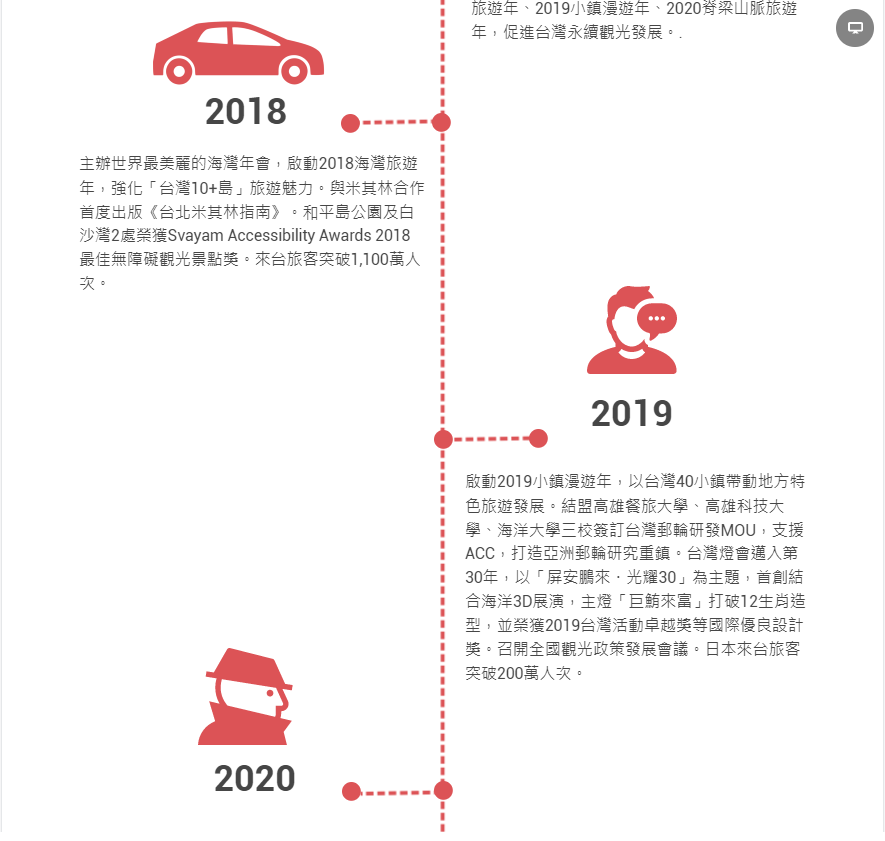 旅遊年、2019小鎮漫遊年、2020脊梁山脈旅遊
年，促進台灣永續觀光發展。.
2018
主辦世界最美麗的海灣年會，啟動2018海灣旅遊
年，強化「台灣10+島」旅遊魅力。與米其林合作
首度出版《台北米其林指南》。和平島公園及白
沙灣2處榮獲Svayam Accessibility Awards 2018
最佳無障礙觀光景點獎。來台旅客突破1,100萬人
次。
2019
啟動2019小鎮漫遊年，以台灣40小鎮帶動地方特
色旅遊發展。結盟高雄餐旅大學、高雄科技大
學、海洋大學三校簽訂台灣郵輪研發MOU，支援
ACC，打造亞洲郵輪研究重鎮。台灣燈會邁入第
30年，以「屏安鵬來．光耀30」為主題，首創結
合海洋3D展演，主燈「巨鮪來富」打破12生肖造
型，並榮獲2019台灣活動卓越獎等國際優良設計
獎。召開全國觀光政策發展會議。日本來台旅客
突破200萬人次。
2020